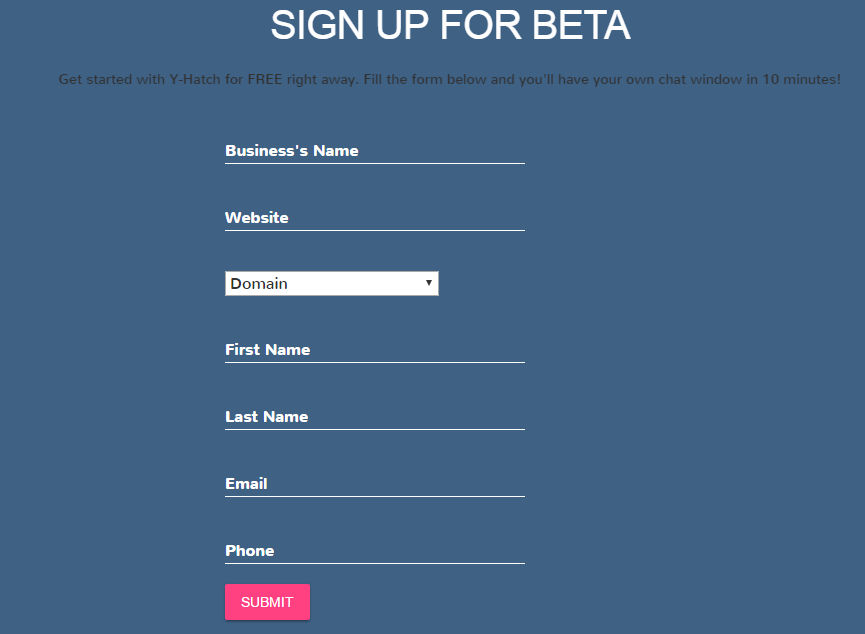 SIGN UP FOR BETA
Get started with Y-Hatch for FREE right away. Fill the form below and you'll have your own chat window in 10 minutes!
Business's Name
Website
Domain
First Name
Last Name
Email
Phone
SUBMIT